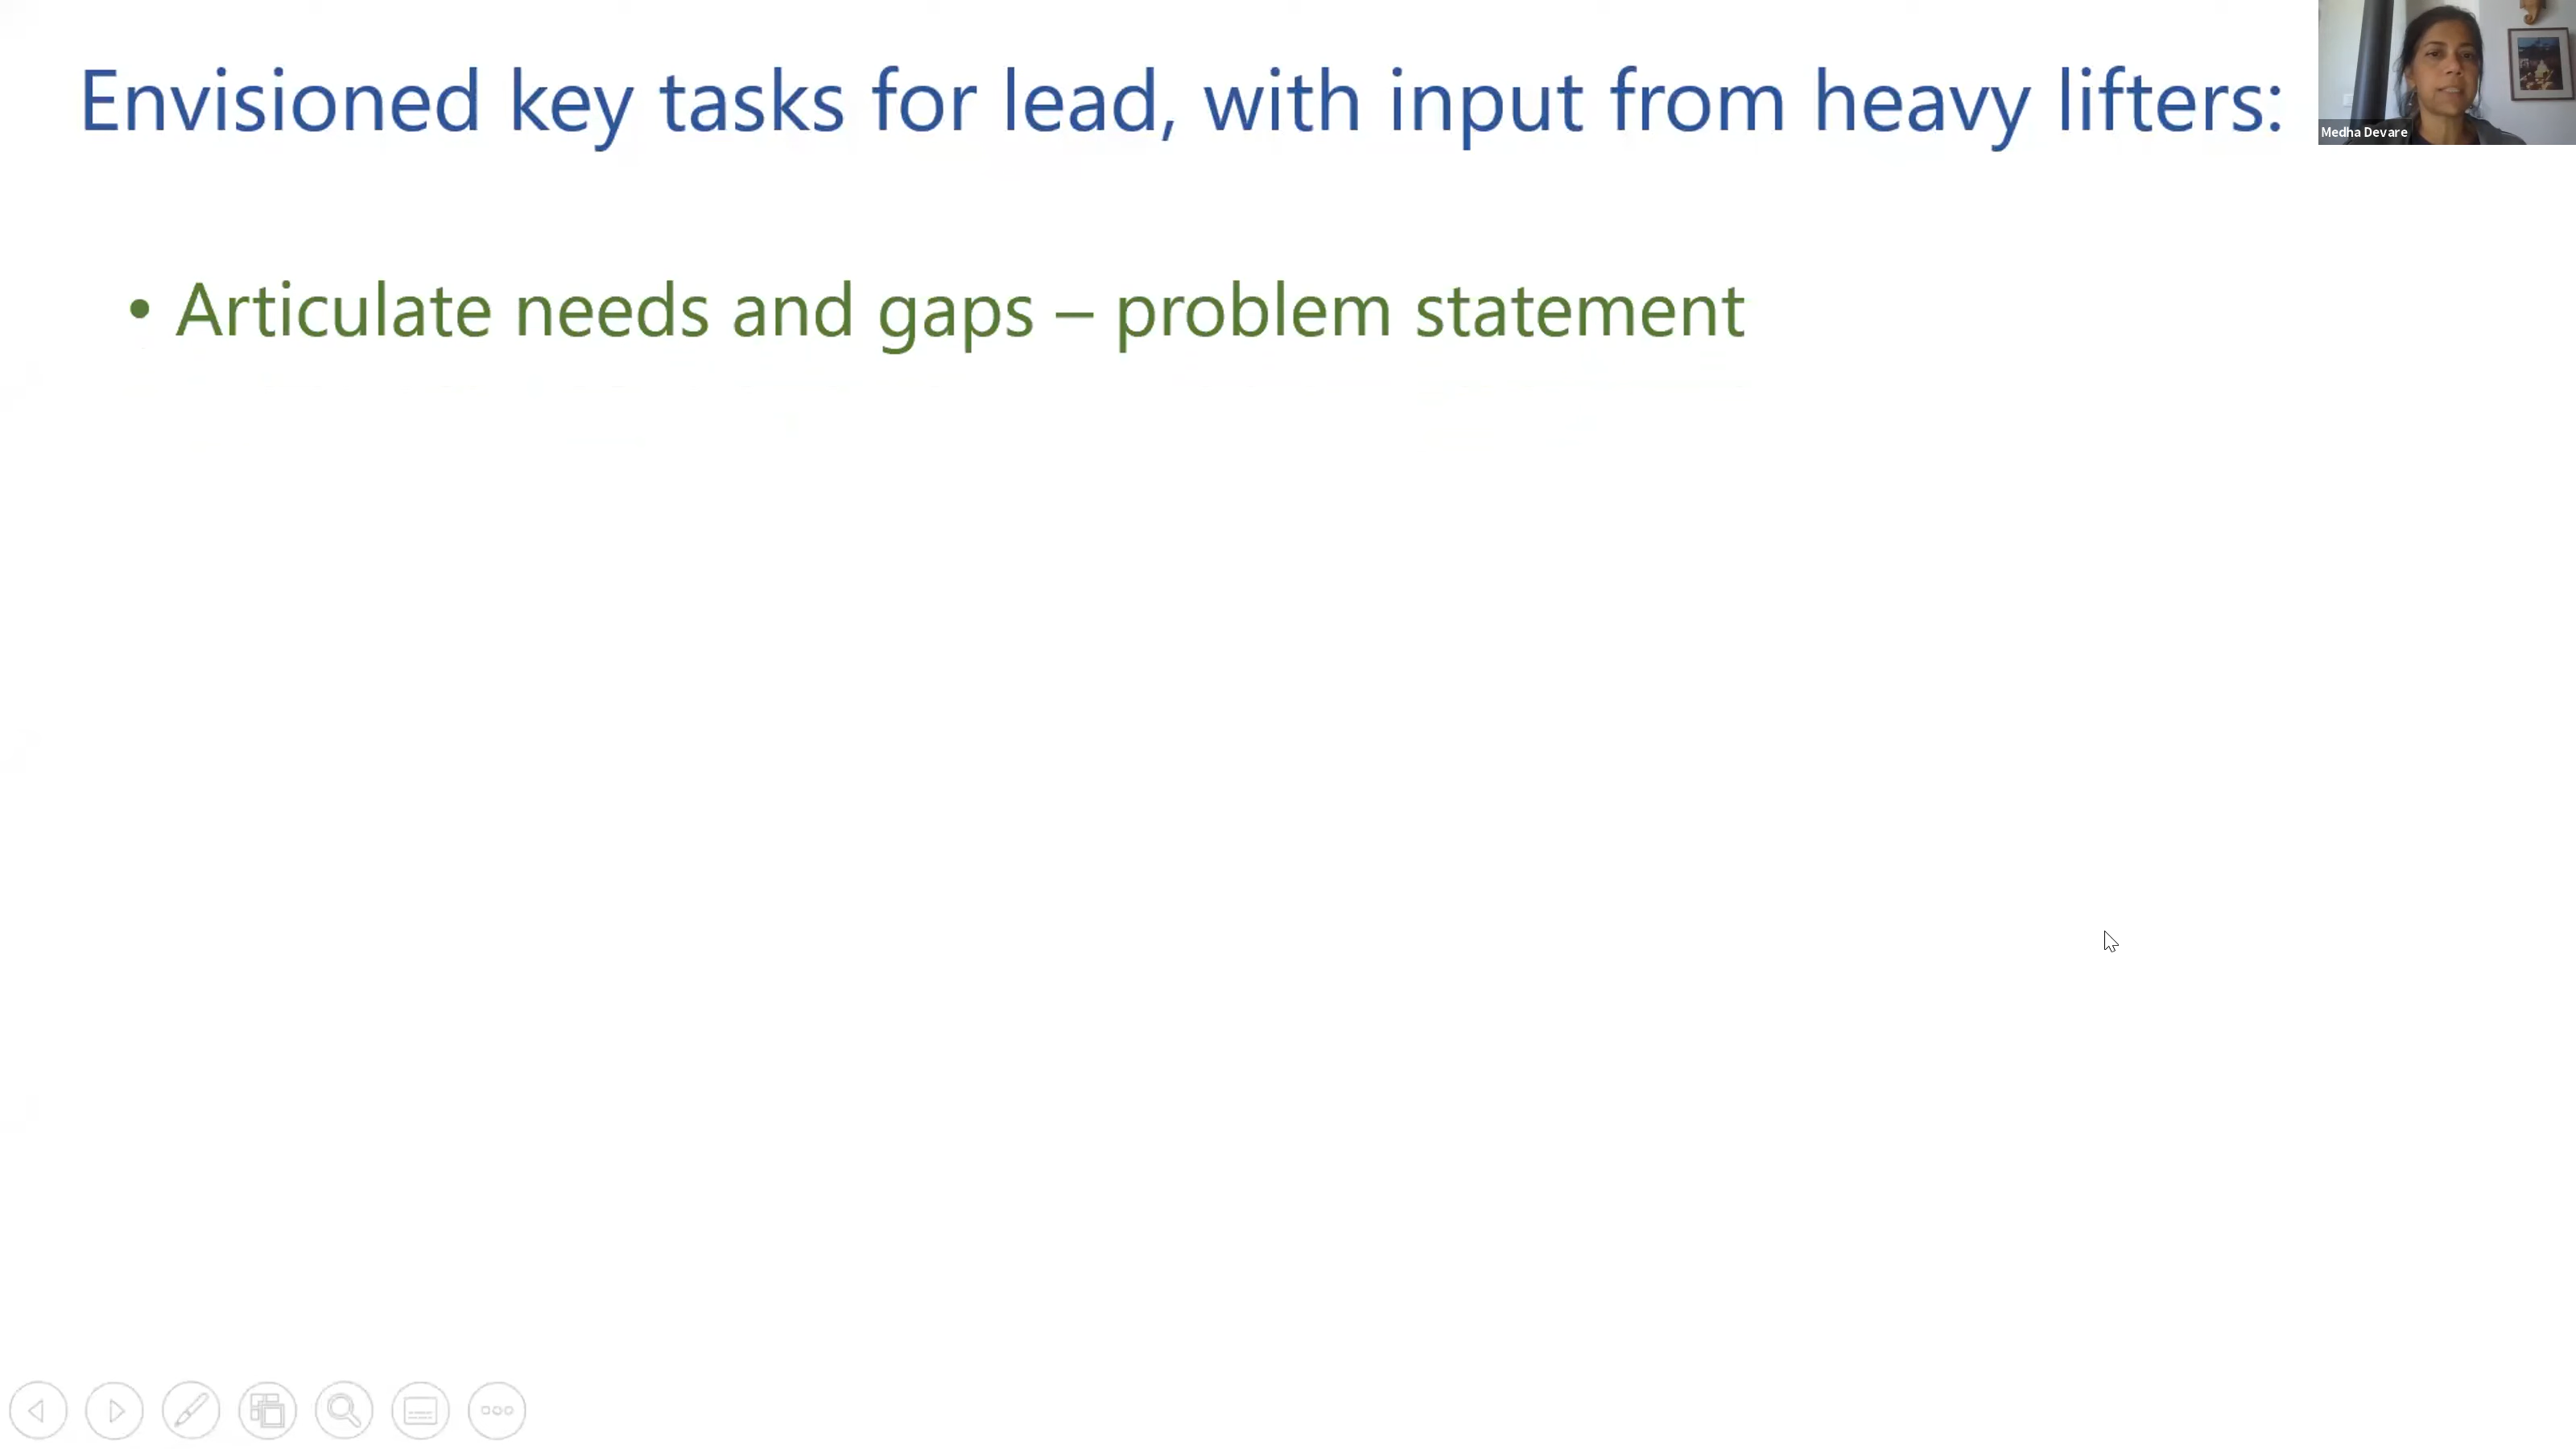 Envisioned key tasks for lead, with input from heavy lifters:
Medha Devare
• Articulate needs and gaps – problem statement